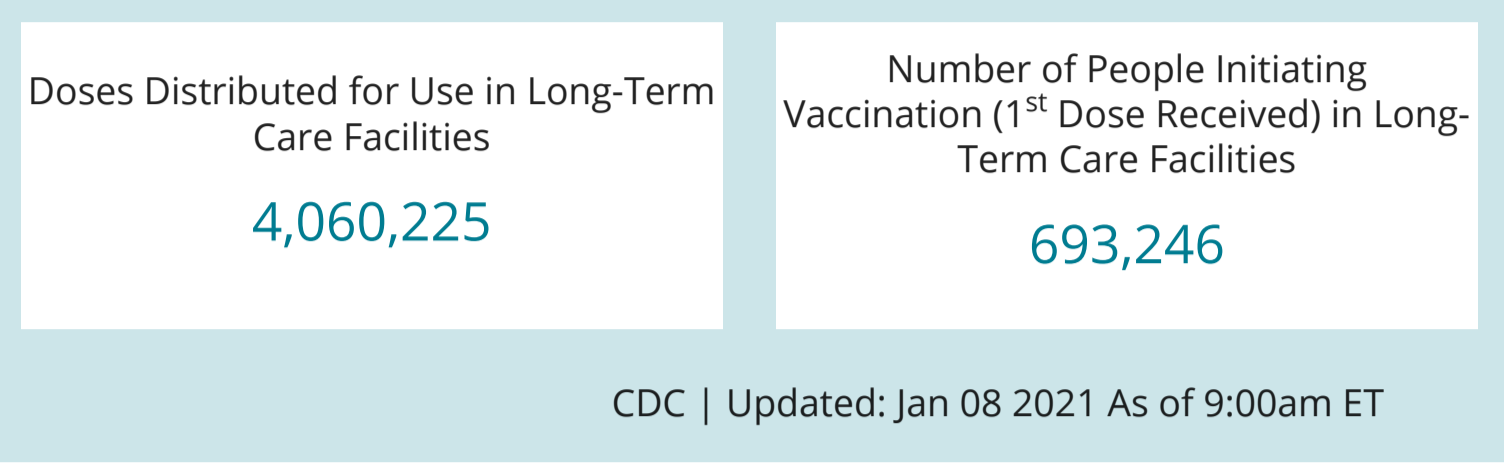 Doses Distributed for Use in Long-Term
Care Facilities
4,060,225
Number of People Initiating
Vaccination (1st Dose Received) in Long-
Term Care Facilities
693,246
CDC | Updated: Jan 08 2021 As of 9:00am ET